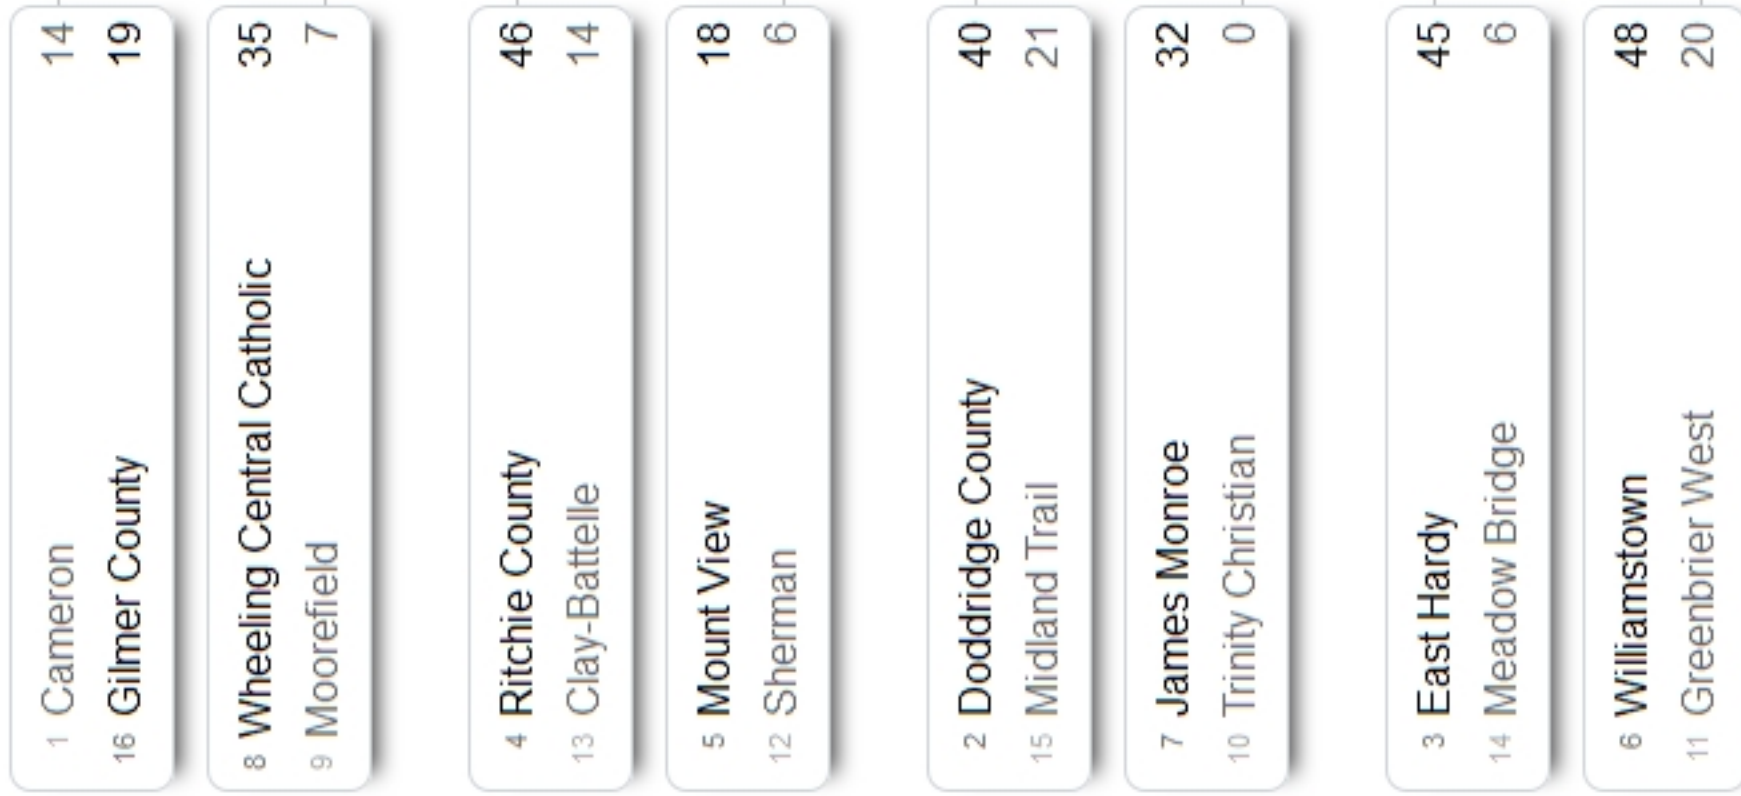 1 Cameron 14
16 Gilmer County 19
8 Wheeling Central Catholic 35
9 Moorefield 7
4 Ritchie County 46
13 Clay-Battelle 14
5 Mount View 18
12 Sherman 6
2 Doddridge County 40
15 Midland Trail 21
7 James Monroe 32
10 Trinity Christian 0
3 East Hardy 45
14 Meadow Bridge 6
6 Williamstown 48
11 Greenbrier West 20